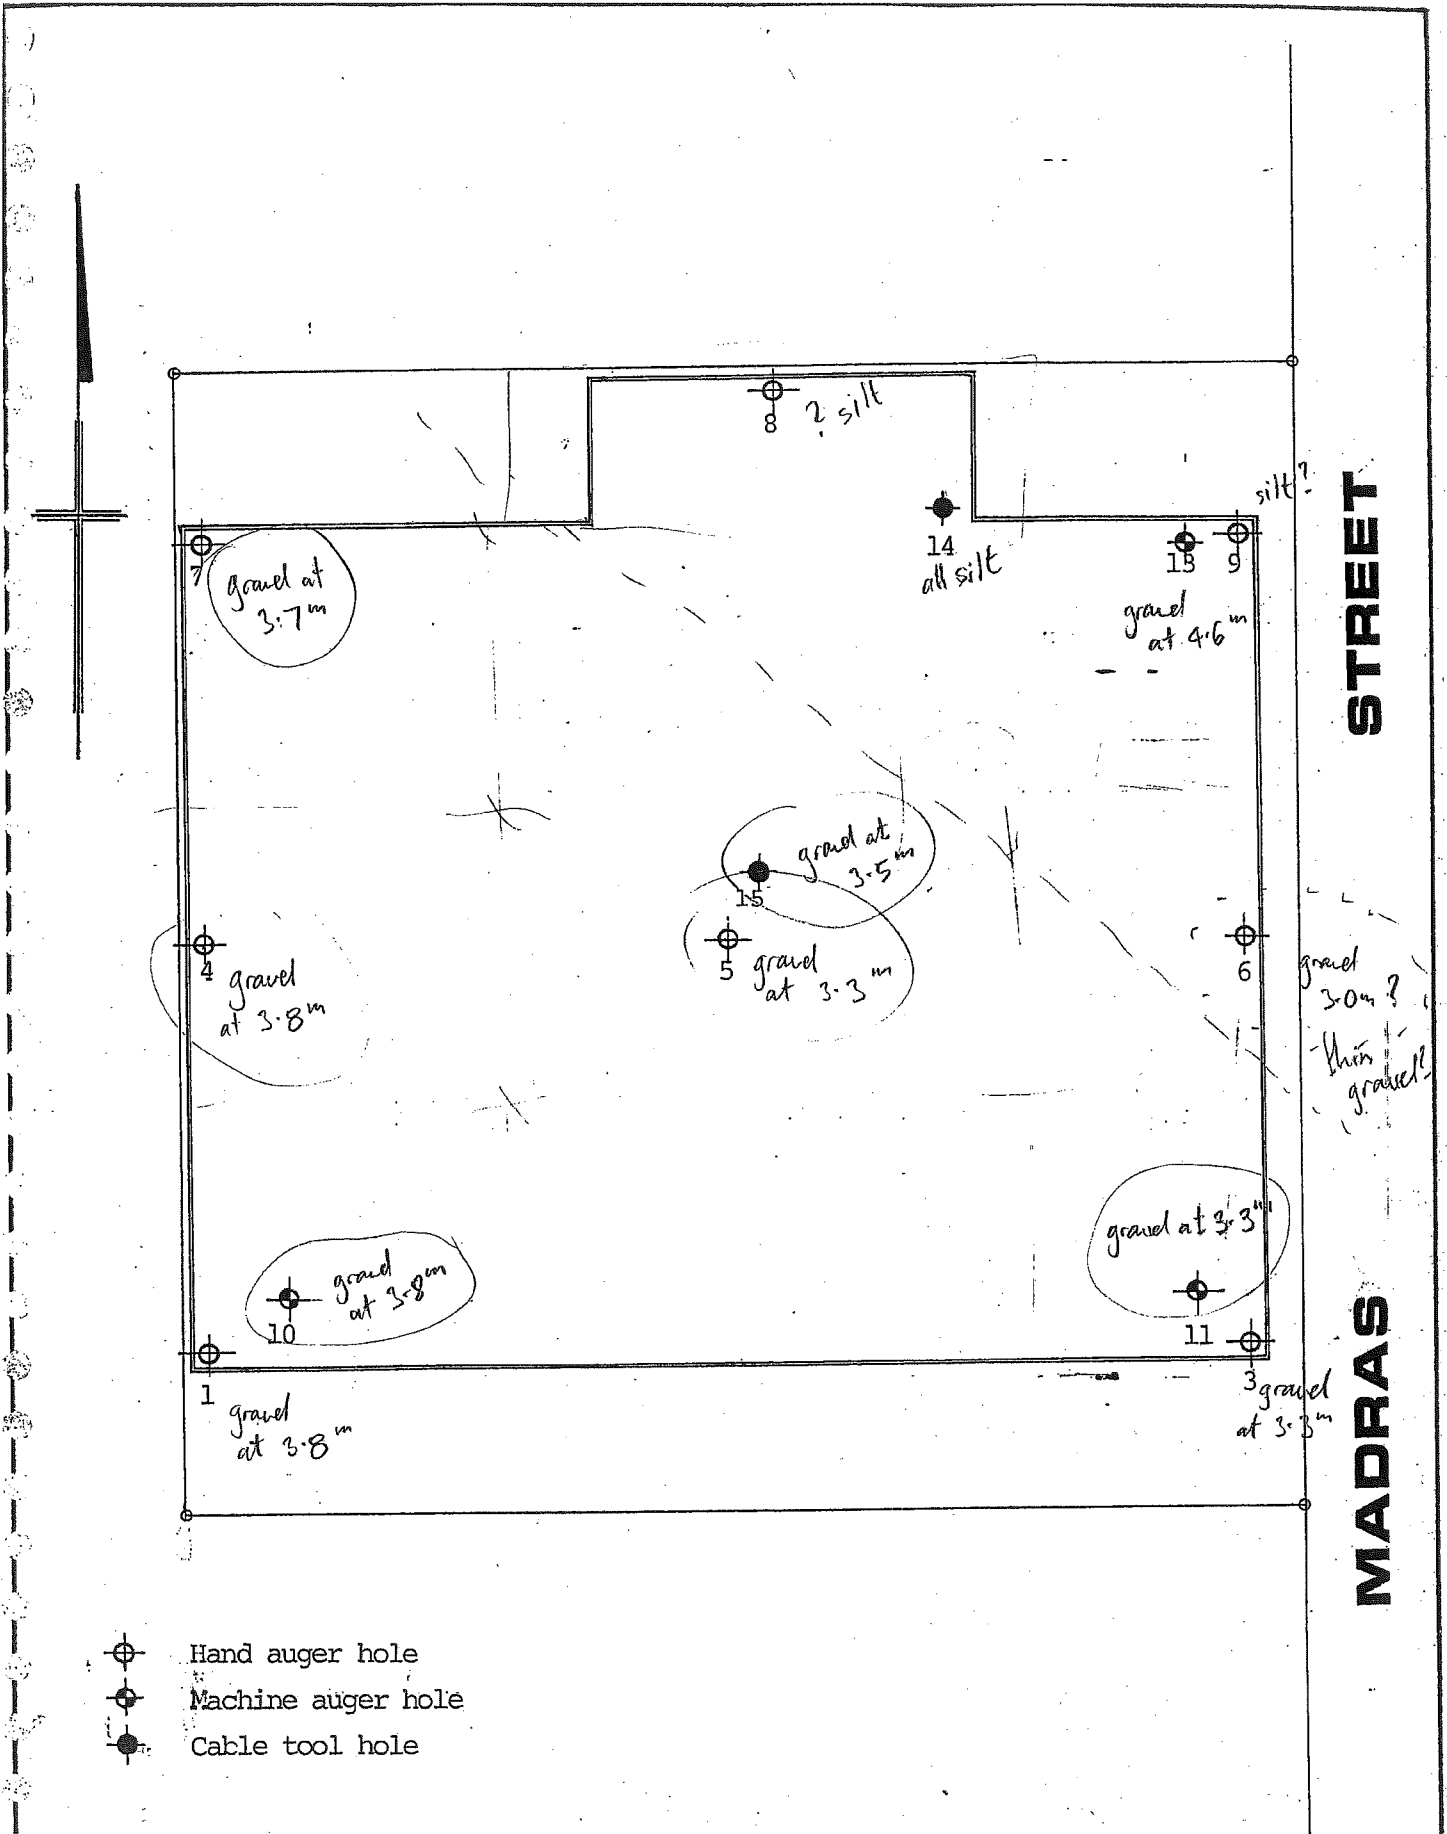 8
? silt
silt?
STREET
7
gravel at
3.7m
14
all silt
13
9
gravel
at 4.6m
gravel at
3.5m
15
4
gravel
at 3.8m
5
gravel
at 3.3m
6
gravel
3.0m?
thin
gravel?
gravel at 3.3m
gravel
at 3.8m
10
11
1
gravel
at 3.8m
3
gravel
at 3.3m
MADRAS
Hand auger hole
Machine auger hole
Cable tool hole